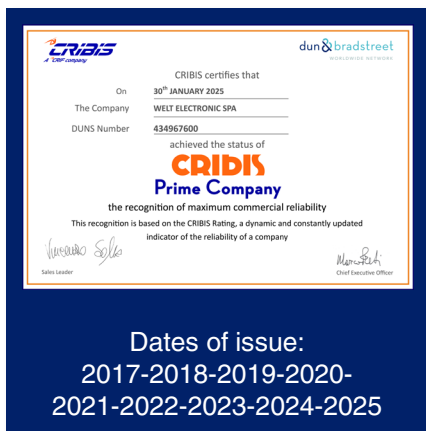 CRIBIS
A CRIF company
dun & bradstreet
WORLDWIDE NETWORK
CRIBIS certifies that
On 30th JANUARY 2025
The Company WELT ELECTRONIC SPA
DUNS Number 434967600
achieved the status of
CRIBIS
Prime Company
the recognition of maximum commercial reliability
This recognition is based on the CRIBIS Rating, a dynamic and constantly updated
indicator of the reliability of a company
Sales Leader
Chief Executive Officer
Dates of issue:
2017-2018-2019-2020-
2021-2022-2023-2024-2025